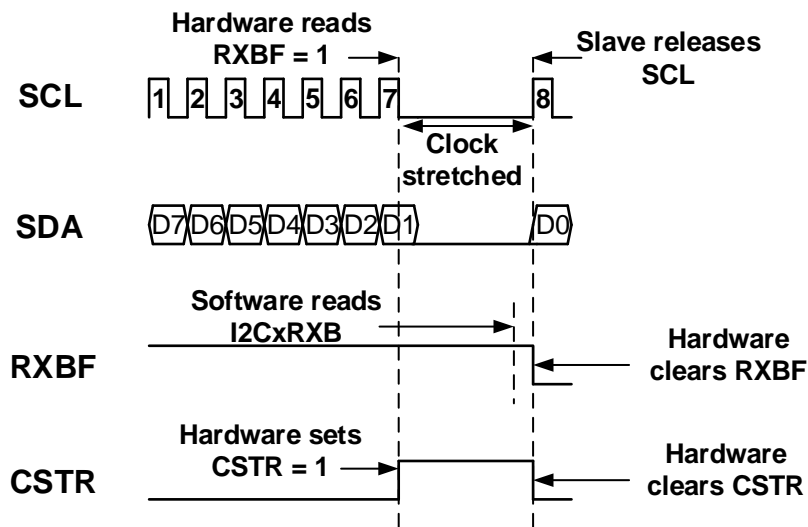 Hardware reads
RXBF = 1
Slave releases
SCL
SCL
1 2 3 4 5 6 7 8
Clock
stretched
SDA
D7 D6 D5 D4 D3 D2 D1 D0
Software reads
I2CxRXB
RXBF
Hardware
clears RXBF
Hardware sets
CSTR = 1
CSTR
Hardware
clears CSTR